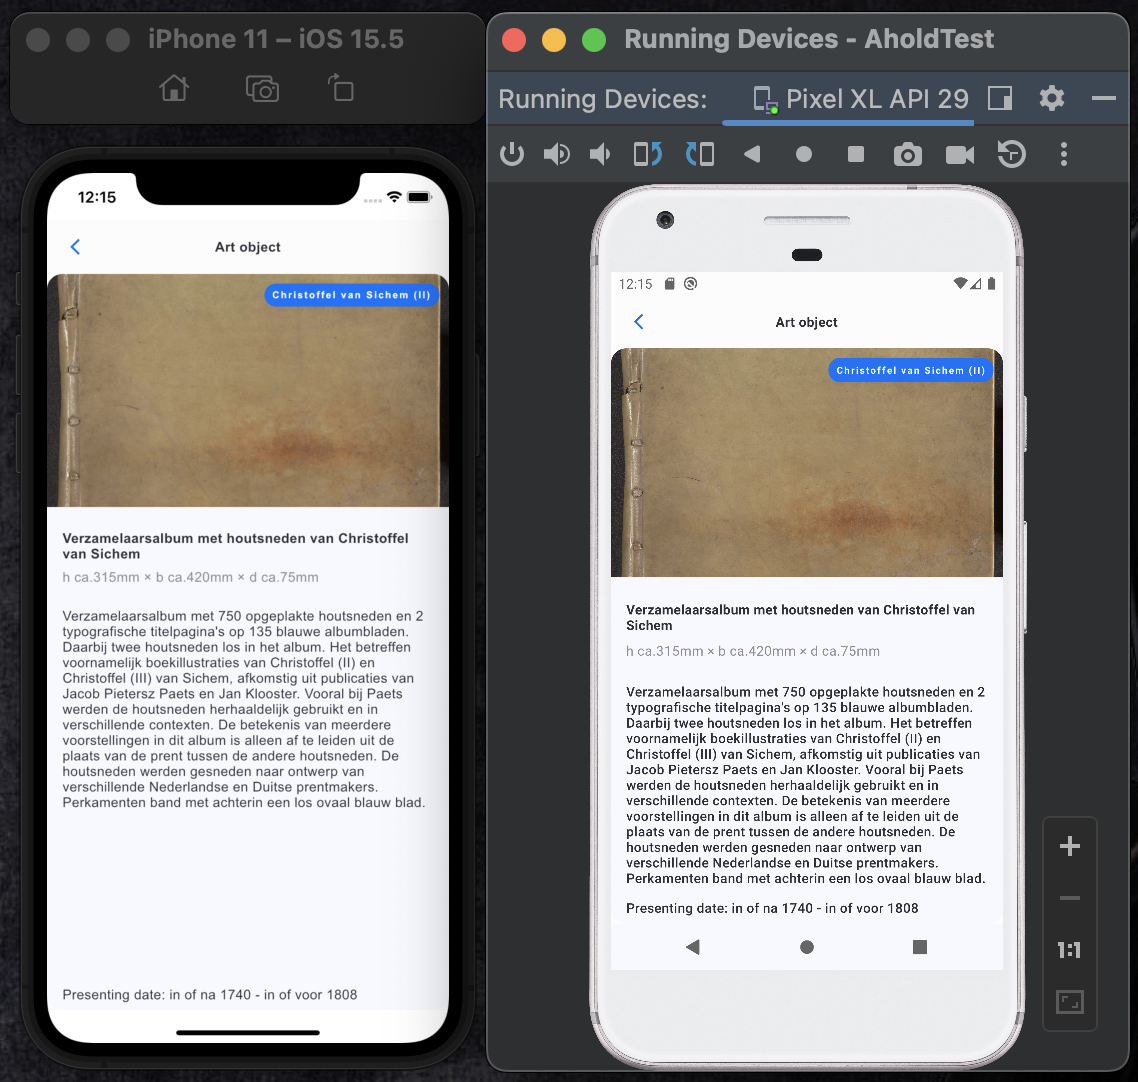 iPhone 11 – iOS 15.5
12:15
Art object
Christoffel van Sichem (II)
Verzamelaarsalbum met houtsneden van Christoffel
van Sichem
h ca.315mm × b ca.420mm × d ca.75mm
Verzamelaarsalbum met 750 opgeplakte houtsneden en 2
typografische titelpagina's op 135 blauwe albumbladen.
Daarbij twee houtsneden los in het album. Het betreffen
voornamelijk boekillustraties van Christoffel (II) en
Christoffel (III) van Sichem, afkomstig uit publicaties van
Jacob Pietersz Paets en Jan Klooster. Vooral bij Paets
werden de houtsneden herhaaldelijk gebruikt en in
verschillende contexten. De betekenis van meerdere
voorstellingen in dit album is alleen af te leiden uit de
plaats van de prent tussen de andere houtsneden. De
houtsneden werden gesneden naar ontwerp van
verschillende Nederlandse en Duitse prentmakers.
Perkamenten band met achterin een los ovaal blauw blad.
Presenting date: in of na 1740 - in of voor 1808
Running Devices - AholdTest
Running Devices: Pixel XL API 29
12:15
Art object
Christoffel van Sichem (II)
Verzamelaarsalbum met houtsneden van Christoffel van
Sichem
h ca.315mm × b ca.420mm × d ca.75mm
Verzamelaarsalbum met 750 opgeplakte houtsneden en 2
typografische titelpagina's op 135 blauwe albumbladen.
Daarbij twee houtsneden los in het album. Het betreffen
voornamelijk boekillustraties van Christoffel (II) en
Christoffel (III) van Sichem, afkomstig uit publicaties van
Jacob Pietersz Paets en Jan Klooster. Vooral bij Paets
werden de houtsneden herhaaldelijk gebruikt en in
verschillende contexten. De betekenis van meerdere
voorstellingen in dit album is alleen af te leiden uit de
plaats van de prent tussen de andere houtsneden. De
houtsneden werden gesneden naar ontwerp van
verschillende Nederlandse en Duitse prentmakers.
Perkamenten band met achterin een los ovaal blauw blad.
Presenting date: in of na 1740 - in of voor 1808
1:1